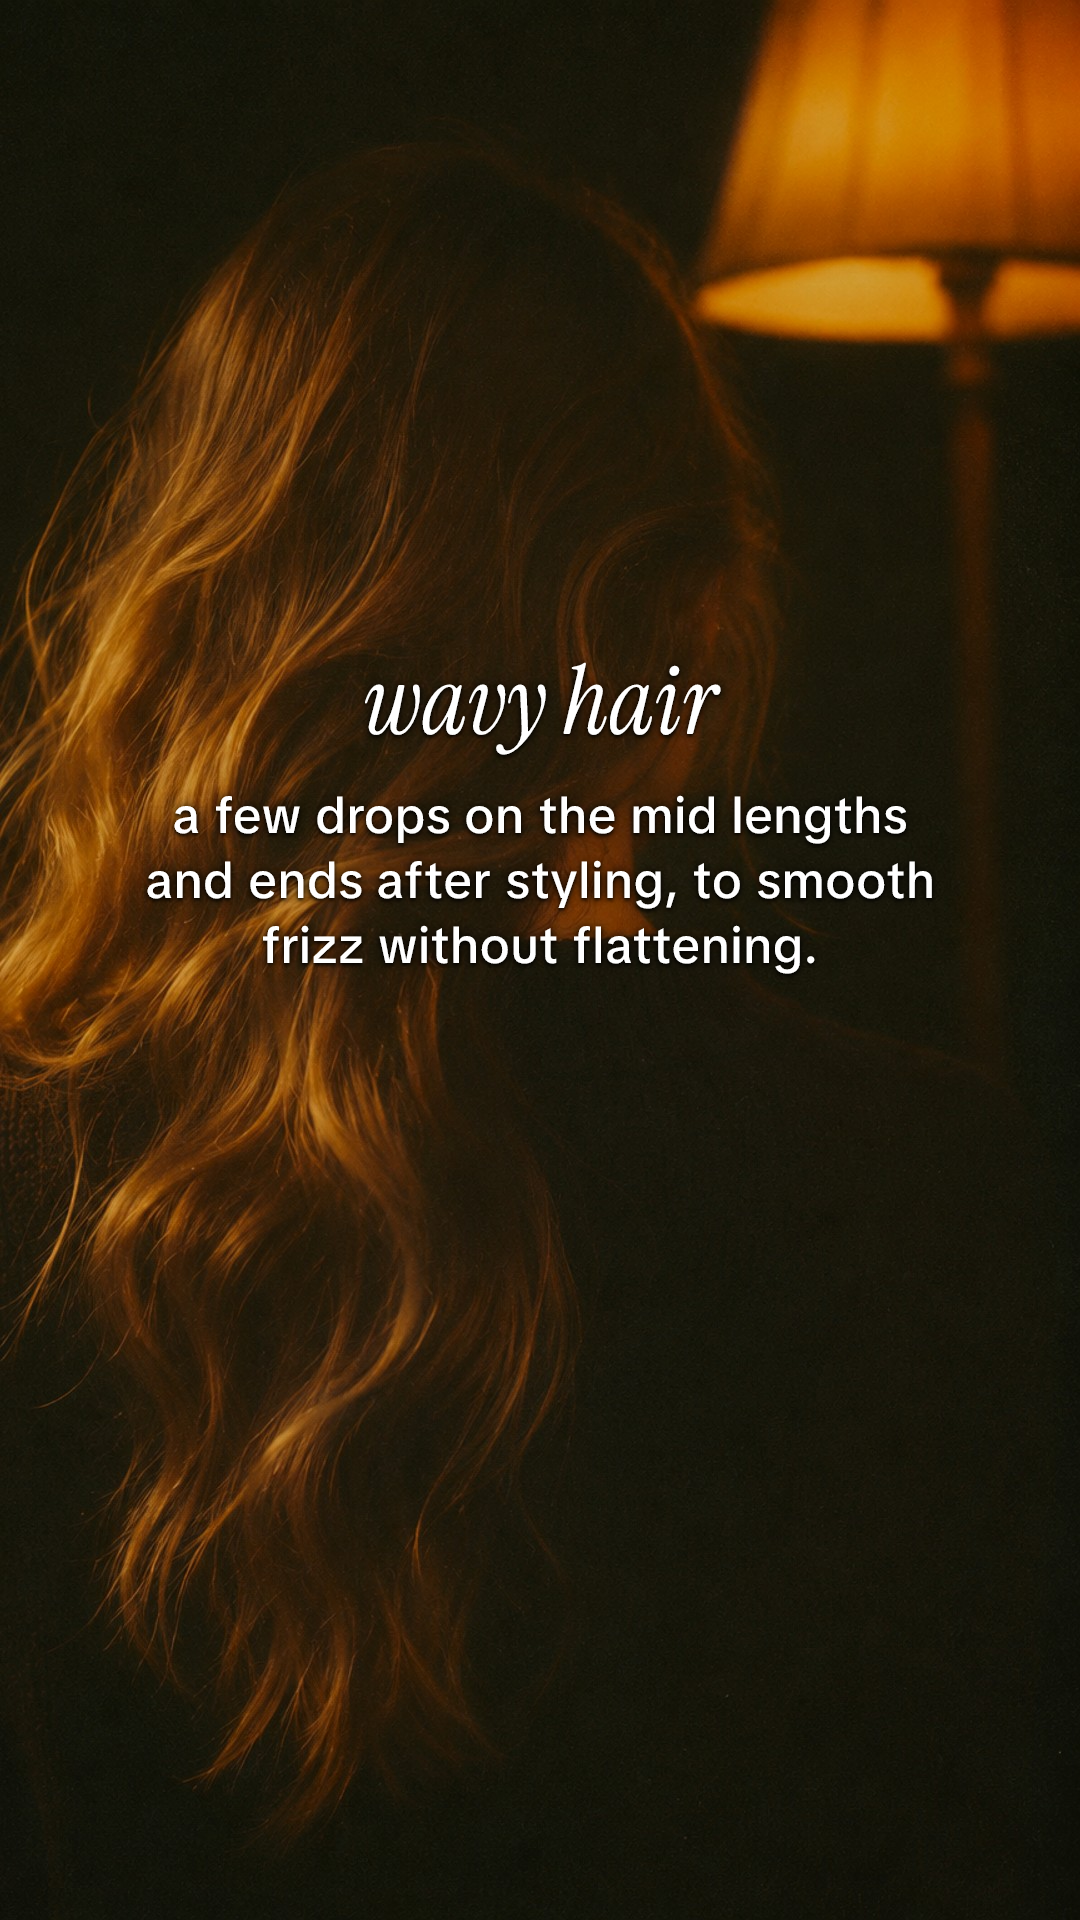 wavy hair
a few drops on the mid lengths
and ends after styling, to smooth
frizz without flattening.